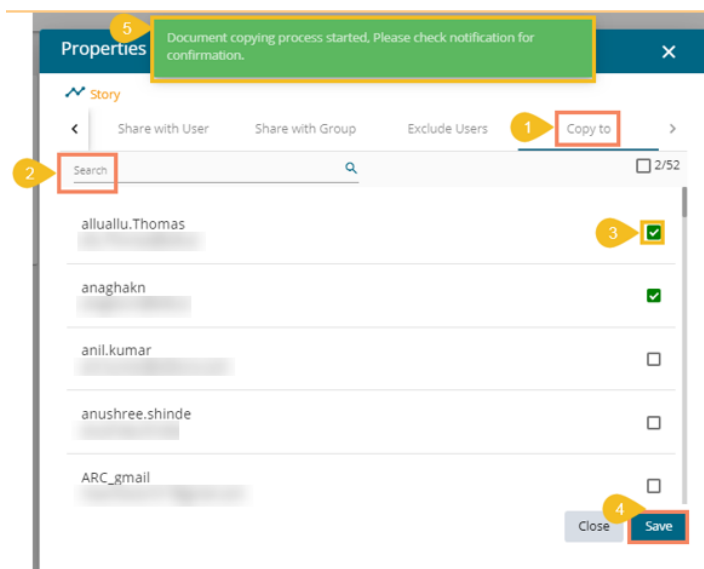 5
Document copying process started, Please check notification for
confirmation.
Properties
Story
Share with User Share with Group Exclude Users 1 Copy to
2 Search 2/52
alluallu.Thomas
3
anaghakn
anil.kumar
anushree.shinde
ARC_gmail
4
Close Save